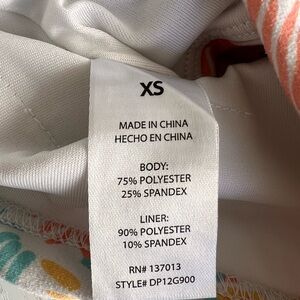 XS
MADE IN CHINA
HECHO EN CHINA
BODY:
75% POLYESTER
25% SPANDEX
LINER:
90% POLYESTER
10% SPANDEX
RN# 137013
STYLE# DP12G900